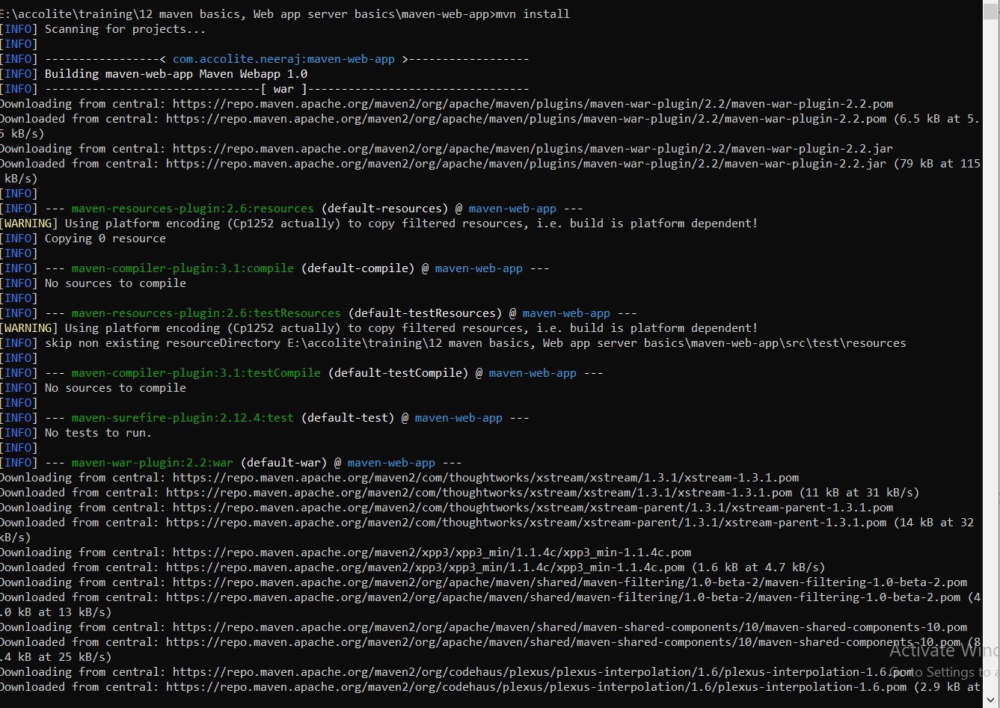 E:\accolite\training\12 maven basics, Web app server basics\maven-web-app>mvn install
[INFO] Scanning for projects...
[INFO]
[INFO] -----------------< com.accolite.neeraj:maven-web-app >------------------
[INFO] Building maven-web-app Maven Webapp 1.0
[INFO] --------------------------------[ war ]---------------------------------
Downloading from central: https://repo.maven.apache.org/maven2/org/apache/maven/plugins/maven-war-plugin/2.2/maven-war-plugin-2.2.pom
Downloaded from central: https://repo.maven.apache.org/maven2/org/apache/maven/plugins/maven-war-plugin/2.2/maven-war-plugin-2.2.pom (6.5 kB at 5.
5 kB/s)
Downloading from central: https://repo.maven.apache.org/maven2/org/apache/maven/plugins/maven-war-plugin/2.2/maven-war-plugin-2.2.jar
Downloaded from central: https://repo.maven.apache.org/maven2/org/apache/maven/plugins/maven-war-plugin/2.2/maven-war-plugin-2.2.jar (79 kB at 115
kB/s)
[INFO]
[INFO] --- maven-resources-plugin:2.6:resources (default-resources) @ maven-web-app ---
[WARNING] Using platform encoding (Cp1252 actually) to copy filtered resources, i.e. build is platform dependent!
[INFO] Copying 0 resource
[INFO]
[INFO] --- maven-compiler-plugin:3.1:compile (default-compile) @ maven-web-app ---
[INFO] No sources to compile
[INFO]
[INFO] --- maven-resources-plugin:2.6:testResources (default-testResources) @ maven-web-app ---
[WARNING] Using platform encoding (Cp1252 actually) to copy filtered resources, i.e. build is platform dependent!
[INFO] skip non existing resourceDirectory E:\accolite\training\12 maven basics, Web app server basics\maven-web-app\src\test\resources
[INFO]
[INFO] --- maven-compiler-plugin:3.1:testCompile (default-testCompile) @ maven-web-app ---
[INFO] No sources to compile
[INFO]
[INFO] --- maven-surefire-plugin:2.12.4:test (default-test) @ maven-web-app ---
[INFO] No tests to run.
[INFO]
[INFO] --- maven-war-plugin:2.2:war (default-war) @ maven-web-app ---
Downloading from central: https://repo.maven.apache.org/maven2/com/thoughtworks/xstream/xstream/1.3.1/xstream-1.3.1.pom
Downloaded from central: https://repo.maven.apache.org/maven2/com/thoughtworks/xstream/xstream/1.3.1/xstream-1.3.1.pom (11 kB at 31 kB/s)
Downloading from central: https://repo.maven.apache.org/maven2/com/thoughtworks/xstream/xstream-parent/1.3.1/xstream-parent-1.3.1.pom
Downloaded from central: https://repo.maven.apache.org/maven2/com/thoughtworks/xstream/xstream-parent/1.3.1/xstream-parent-1.3.1.pom (14 kB at 32
kB/s)
Downloading from central: https://repo.maven.apache.org/maven2/xpp3/xpp3_min/1.1.4c/xpp3_min-1.1.4c.pom
Downloaded from central: https://repo.maven.apache.org/maven2/xpp3/xpp3_min/1.1.4c/xpp3_min-1.1.4c.pom (1.6 kB at 4.7 kB/s)
Downloading from central: https://repo.maven.apache.org/maven2/org/apache/maven/shared/maven-filtering/1.0-beta-2/maven-filtering-1.0-beta-2.pom
Downloaded from central: https://repo.maven.apache.org/maven2/org/apache/maven/shared/maven-filtering/1.0-beta-2/maven-filtering-1.0-beta-2.pom (4
.0 kB at 13 kB/s)
Downloading from central: https://repo.maven.apache.org/maven2/org/apache/maven/shared/maven-shared-components/10/maven-shared-components-10.pom
Downloaded from central: https://repo.maven.apache.org/maven2/org/apache/maven/shared/maven-shared-components/10/maven-shared-components-10.pom (8
.4 kB at 25 kB/s)
Activate Wind
Downloading from central: https://repo.maven.apache.org/maven2/org/codehaus/plexus/plexus-interpolation/1.6/plexus-interpolation-1.6.pom
Go to Settings to a
Downloaded from central: https://repo.maven.apache.org/maven2/org/codehaus/plexus/plexus-interpolation/1.6/plexus-interpolation-1.6.pom (2.9 kB at